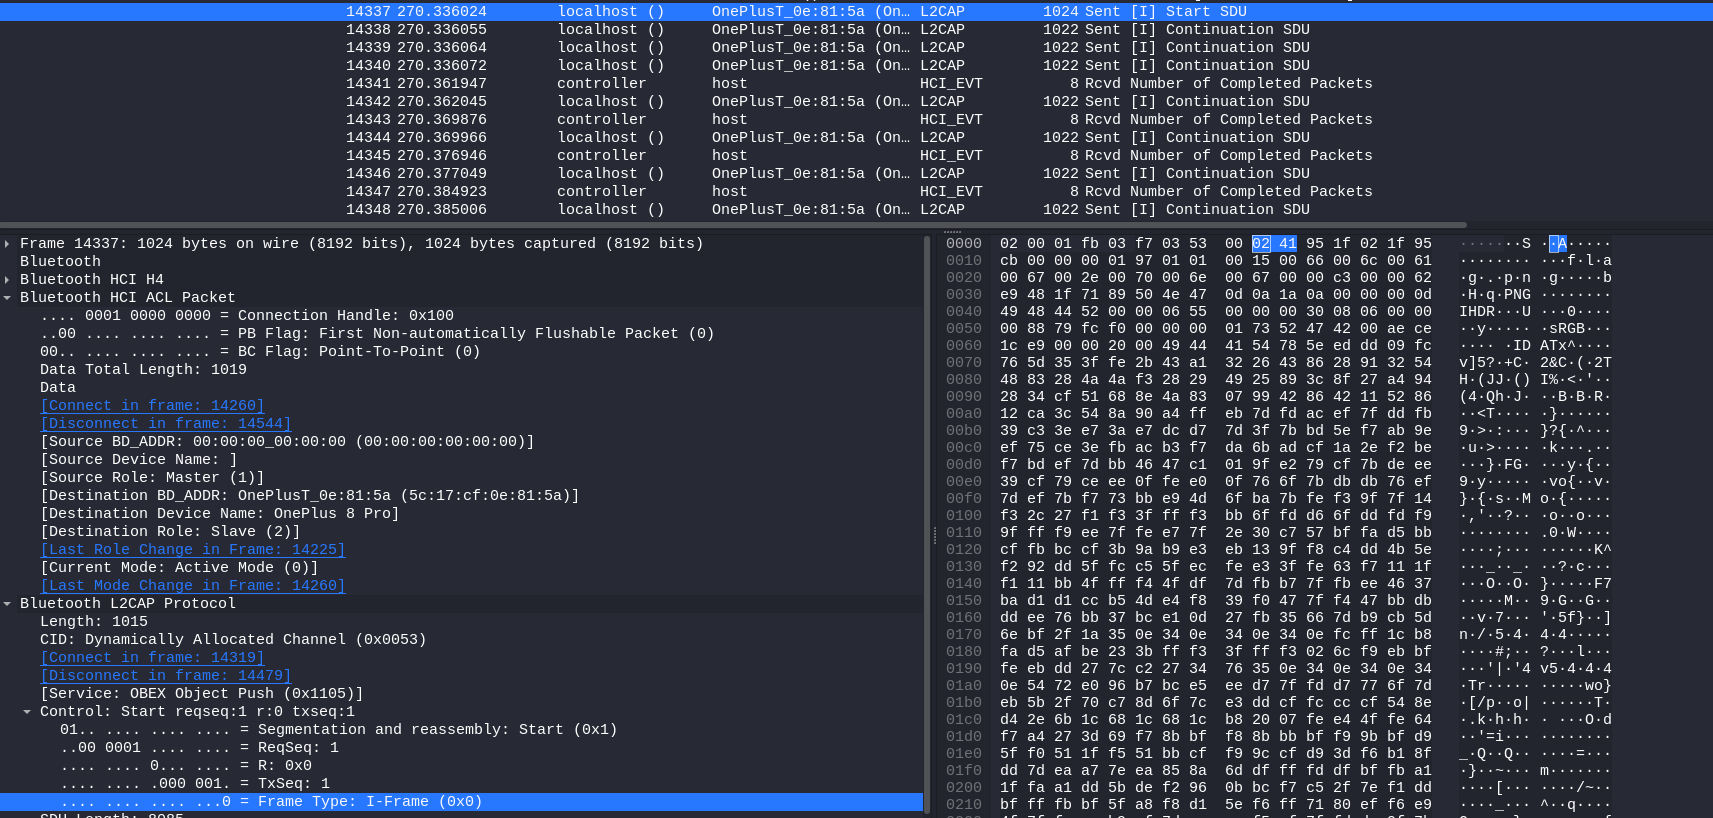 14337 270.336024 localhost () OnePlusT_0e:81:5a (On… L2CAP 1024 Sent [I] Start SDU
14338 270.336055 localhost () OnePlusT_0e:81:5a (On… L2CAP 1022 Sent [I] Continuation SDU
14339 270.336064 localhost () OnePlusT_0e:81:5a (On… L2CAP 1022 Sent [I] Continuation SDU
14340 270.336072 localhost () OnePlusT_0e:81:5a (On… L2CAP 1022 Sent [I] Continuation SDU
14341 270.361947 controller host HCI_EVT 8 Rcvd Number of Completed Packets
14342 270.362045 localhost () OnePlusT_0e:81:5a (On… L2CAP 1022 Sent [I] Continuation SDU
14343 270.369876 controller host HCI_EVT 8 Rcvd Number of Completed Packets
14344 270.369966 localhost () OnePlusT_0e:81:5a (On… L2CAP 1022 Sent [I] Continuation SDU
14345 270.376946 controller host HCI_EVT 8 Rcvd Number of Completed Packets
14346 270.377049 localhost () OnePlusT_0e:81:5a (On… L2CAP 1022 Sent [I] Continuation SDU
14347 270.384923 controller host HCI_EVT 8 Rcvd Number of Completed Packets
14348 270.385006 localhost () OnePlusT_0e:81:5a (On… L2CAP 1022 Sent [I] Continuation SDU
Frame 14337: 1024 bytes on wire (8192 bits), 1024 bytes captured (8192 bits)
Bluetooth
Bluetooth HCI H4
Bluetooth HCI ACL Packet
.... 0001 0000 0000 = Connection Handle: 0x100
..00 .... .... .... = PB Flag: First Non-automatically Flushable Packet (0)
00.. .... .... .... = BC Flag: Point-To-Point (0)
Data Total Length: 1019
Data
[Connect in frame: 14260]
[Disconnect in frame: 14544]
[Source BD_ADDR: 00:00:00_00:00:00 (00:00:00:00:00:00)]
[Source Device Name: ]
[Source Role: Master (1)]
[Destination BD_ADDR: OnePlusT_0e:81:5a (5c:17:cf:0e:81:5a)]
[Destination Device Name: OnePlus 8 Pro]
[Destination Role: Slave (2)]
[Last Role Change in Frame: 14225]
[Current Mode: Active Mode (0)]
[Last Mode Change in Frame: 14260]
Bluetooth L2CAP Protocol
Length: 1015
CID: Dynamically Allocated Channel (0x0053)
[Connect in frame: 14319]
[Disconnect in frame: 14479]
[Service: OBEX Object Push (0x1105)]
Control: Start reqseq:1 r:0 txseq:1
01.. .... .... .... = Segmentation and reassembly: Start (0x1)
..00 0001 .... .... = ReqSeq: 1
.... .... 0... .... = R: 0x0
.... .... .000 001. = TxSeq: 1
.... .... .... ...0 = Frame Type: I-Frame (0x0)
0000 02 00 01 fb 03 f7 03 53 00 02 41 95 1f 02 1f 95 ·······S ··A·····
0010 cb 00 00 00 01 97 01 01 00 15 00 66 00 6c 00 61 ········ ···f·l·a
0020 00 67 00 2e 00 70 00 6e 00 67 00 00 c3 00 00 62 ·g·.·p·n ·g·····b
0030 e9 48 1f 71 89 50 4e 47 0d 0a 1a 0a 00 00 00 0d ·H·q·PNG ········
0040 49 48 44 52 00 00 06 55 00 00 00 30 08 06 00 00 IHDR···U ···0····
0050 00 88 79 fc f0 00 00 00 01 73 52 47 42 00 ae ce ··y····· ·sRGB···
0060 1c e9 00 00 20 00 49 44 41 54 78 5e ed dd 09 fc ···· ·ID ATx^····
0070 76 5d 35 3f fe 2b 43 a1 32 26 43 86 28 91 32 54 v]5?·+C· 2&C·(·2T
0080 48 83 28 4a 4a f3 28 29 49 25 89 3c 8f 27 a4 94 H·(JJ·() I%·<·'··
0090 28 34 cf 51 68 8e 4a 83 07 99 42 86 42 11 52 86 (4·Qh·J· ··B·B·R·
00a0 12 ca 3c 54 8a 90 a4 ff eb 7d fd ac ef 7f dd fb ··<T···· ·}······
00b0 39 c3 3e e7 3a e7 dc d7 7d 3f 7b bd 5e f7 ab 9e 9·>·:··· }?{·^···
00c0 ef 75 ce 3e fb ac b3 f7 da 6b ad cf 1a 2e f2 be ·u·>···· ·k···.··
00d0 f7 bd ef 7d bb 46 47 c1 01 9f e2 79 cf 7b de ee ···}·FG· ···y·{··
00e0 39 cf 79 ce ee 0f fe e0 0f 76 6f 7b db db 76 ef 9·y····· ·vo{··v·
00f0 7d ef 7b f7 73 bb e9 4d 6f ba 7b fe f3 9f 7f 14 }·{·s··M o·{·····
0100 f3 2c 27 f1 f3 3f ff f3 bb 6f fd d6 6f dd fd f9 ·,'··?·· ·o··o···
0110 9f ff f9 ee 7f fe e7 7f 2e 30 c7 57 bf fa d5 bb ········ .0·W····
0120 cf fb bc cf 3b 9a b9 e3 eb 13 9f f8 c4 dd 4b 5e ····;··· ······K^
0130 f2 92 dd 5f fc c5 5f ec fe e3 3f fe 63 f7 11 1f ···_··_· ··?·c···
0140 f1 11 bb 4f ff f4 4f df 7d fb b7 7f fb ee 46 37 ···O··O· }·····F7
0150 ba d1 d1 cc b5 4d e4 f8 39 f0 47 7f f4 47 bb db ·····M·· 9·G··G··
0160 dd ee 76 bb 37 bc e1 0d 27 fb 35 66 7d b9 cb 5d ··v·7··· '·5f}··]
0170 6e bf 2f 1a 35 0e 34 0e 34 0e 34 0e fc ff 1c b8 n·/·5·4· 4·4·····
0180 fa d5 af be 23 3b ff f3 3f ff f3 02 6c f9 eb bf ····#;·· ?···l···
0190 fe eb dd 27 7c c2 27 34 76 35 0e 34 0e 34 0e 34 ···'|·'4 v5·4·4·4
01a0 0e 54 72 e0 96 b7 bc e5 ee d7 7f fd d7 77 6f 7d ·Tr····· ·····wo}
01b0 eb 5b 2f 70 c7 8d 6f 7c e3 dd cf fc cc cf 54 8e ·[/p··o| ······T·
01c0 d4 2e 6b 1c 68 1c 68 1c b8 20 07 fe e4 4f fe 64 ·.k·h·h· · ···O·d
01d0 f7 a4 27 3d 69 f7 8b bf f8 8b bb bf f9 9b bf d9 ··'=i··· ········
01e0 5f f0 51 1f f5 51 bb cf f9 9c cf d9 3d f6 b1 8f _·Q··Q·· ····=···
01f0 dd 7d ea a7 7e ea 85 8a 6d df ff fd df bf fb a1 ·}··~··· m·······
0200 1f fa a1 dd 5b de f2 96 0b bc f7 c5 2f 7e f1 dd ····[··· ····/~··
0210 bf ff fb bf 5f a8 f8 d1 5e f6 ff 71 80 ef f6 e9 ····_··· ^··q····